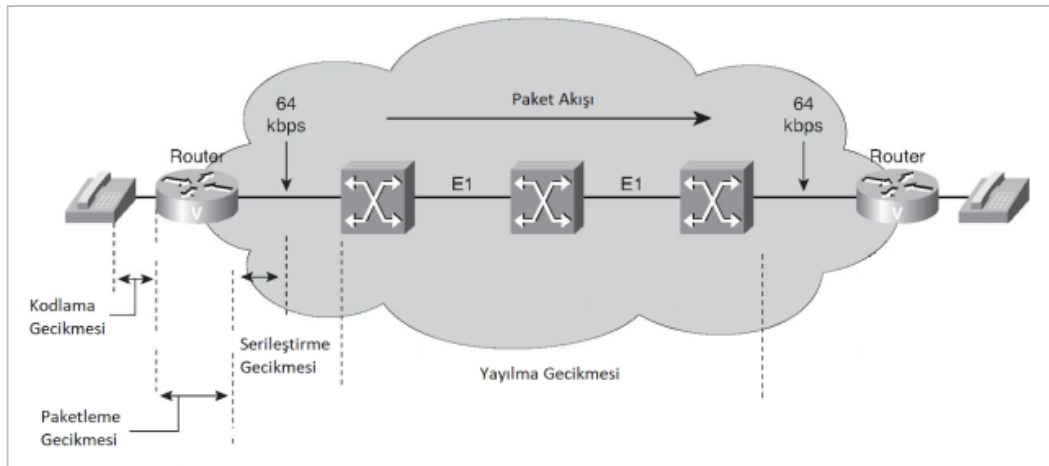 Paket Akışı
64
kbps
64
kbps
Router
Router
E1
E1
V
V
Kodlama
Gecikmesi
Serileştirme
Gecikmesi
Yayılma Gecikmesi
Paketleme
Gecikmesi